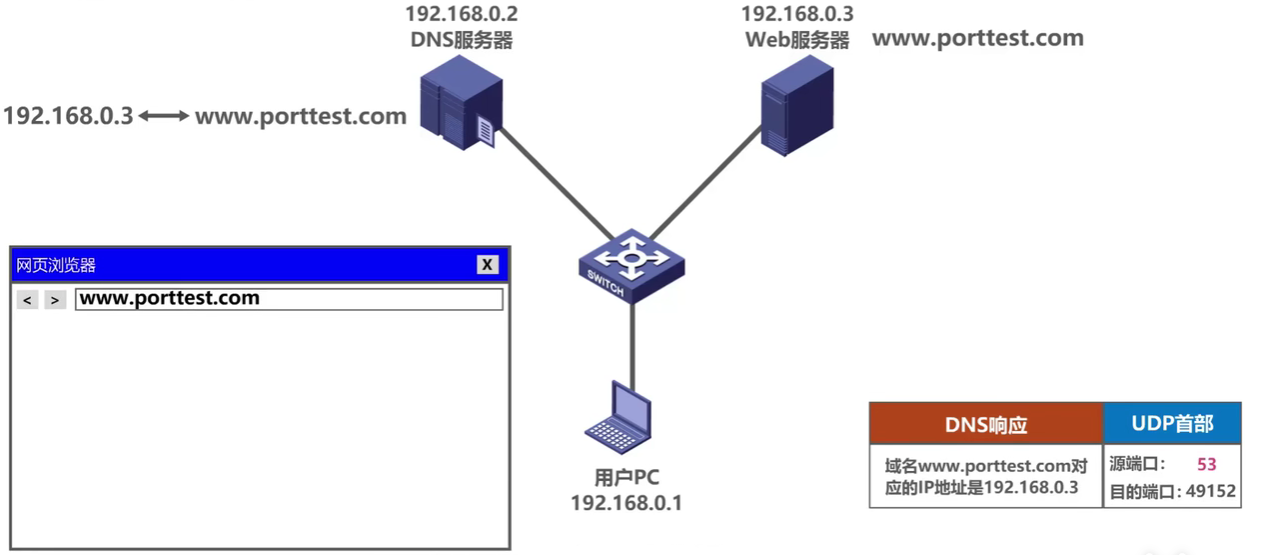 192.168.0.2
DNS服务器
192.168.0.3
Web服务器
www.porttest.com
192.168.0.3
www.porttest.com
SWITCH
网页浏览器
X
< >
www.porttest.com
用户PC
192.168.0.1
DNS响应
UDP首部
域名www.porttest.com对
应的IP地址是192.168.0.3
源端口: 53
目的端口:49152